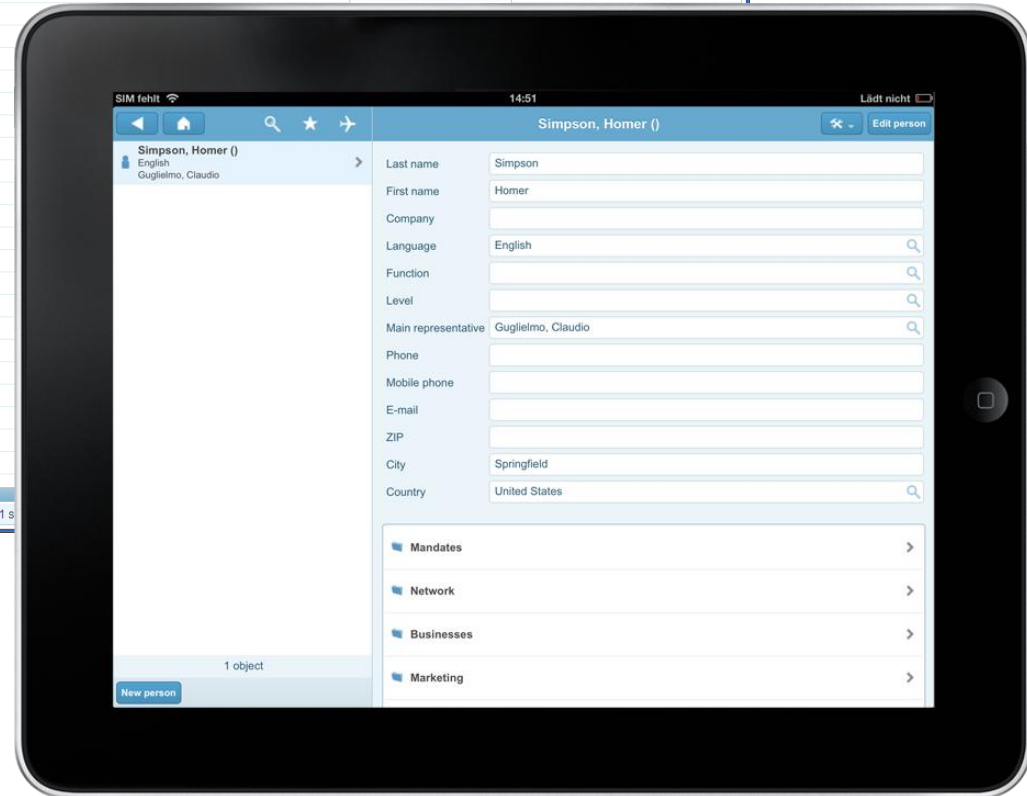 SIM fehlt 14:51 Lädt nicht
Simpson, Homer () Edit person
Simpson, Homer ()
English
Guglielmo, Claudio
Last name Simpson
First name Homer
Company
Language English
Function
Level
Main representative Guglielmo, Claudio
Phone
Mobile phone
E-mail
ZIP
City Springfield
Country United States
Mandates
Network
Businesses
Marketing
1 object
New person
1 s